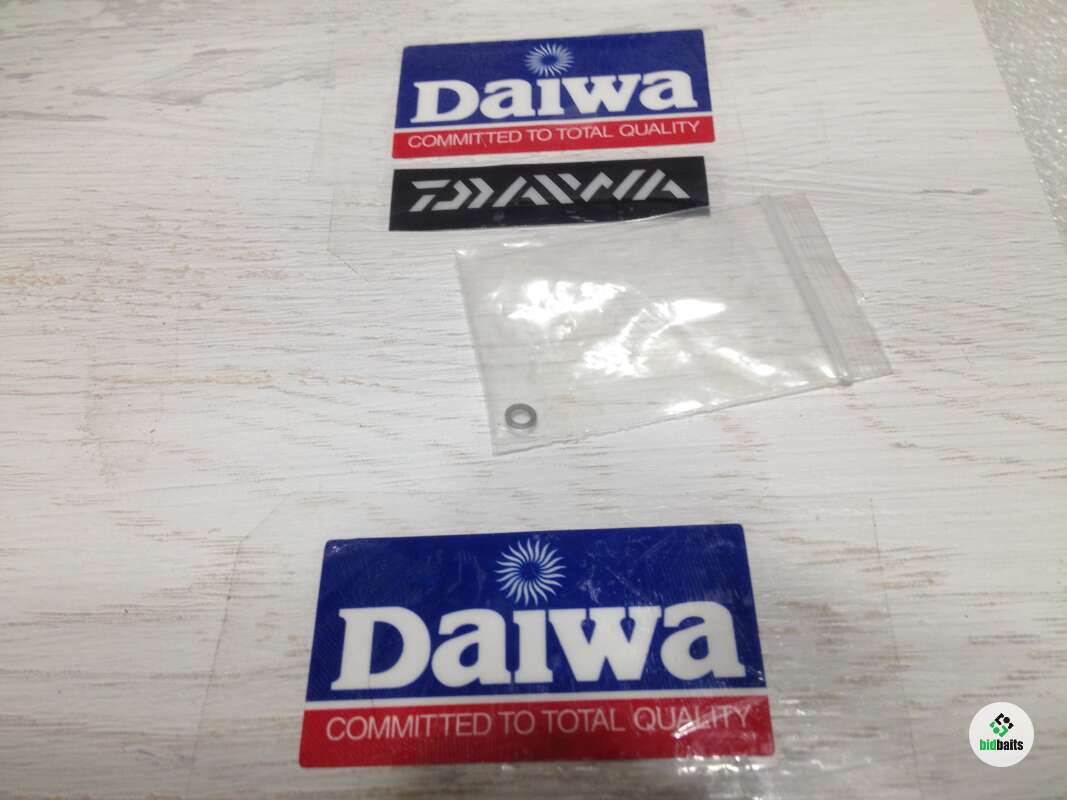 Daiwa
COMMITTED TO TOTAL QUALITY
DAIWA
Daiwa
COMMITTED TO TOTAL QUALITY
bidbaits